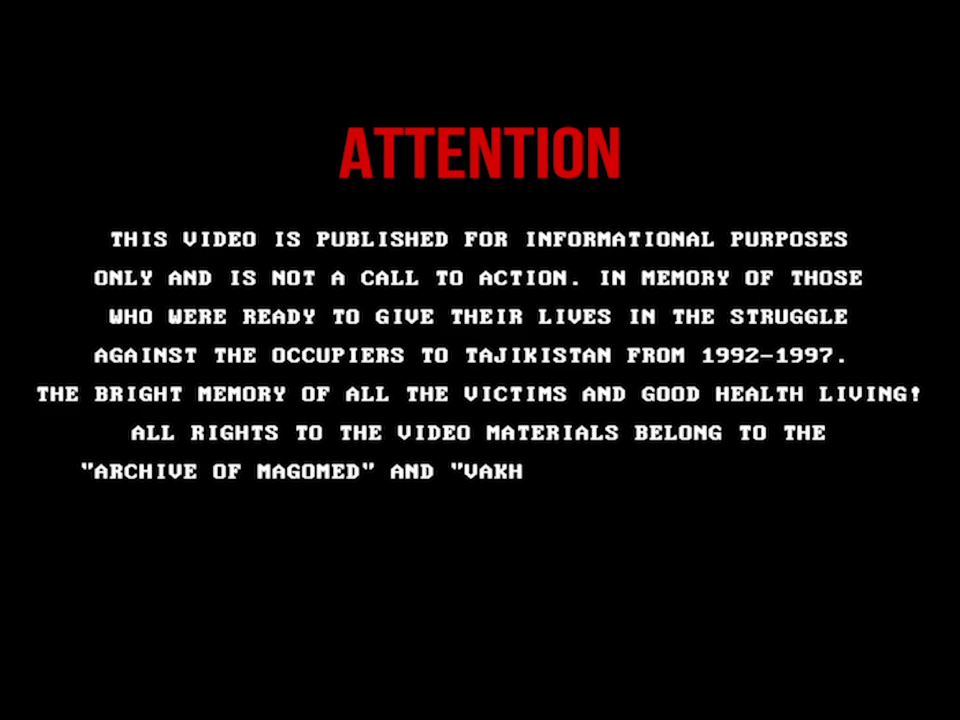 ATTENTION
THIS VIDEO IS PUBLISHED FOR INFORMATIONAL PURPOSES
ONLY AND IS NOT A CALL TO ACTION. IN MEMORY OF THOSE
WHO WERE READY TO GIVE THEIR LIVES IN THE STRUGGLE
AGAINST THE OCCUPIERS TO TAJIKISTAN FROM 1992-1997.
THE BRIGHT MEMORY OF ALL THE VICTIMS AND GOOD HEALTH LIVING!
ALL RIGHTS TO THE VIDEO MATERIALS BELONG TO THE
"ARCHIVE OF MAGOMED" AND "VAKH